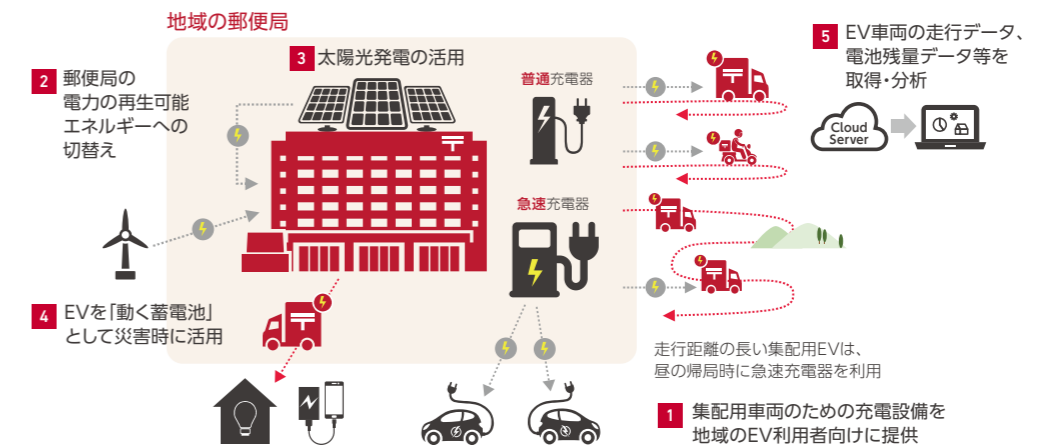 地域の郵便局
2 郵便局の
電力の再生可能
エネルギーへの
切替え
3 太陽光発電の活用
普通充電器
急速充電器
5 EV車両の走行データ、
電池残量データ等を
取得・分析
Cloud
Server
4 EVを「動く蓄電池」
として災害時に活用
走行距離の長い集配用EVは、
昼の帰局時に急速充電器を利用
1 集配用車両のための充電設備を
地域のEV利用者向けに提供